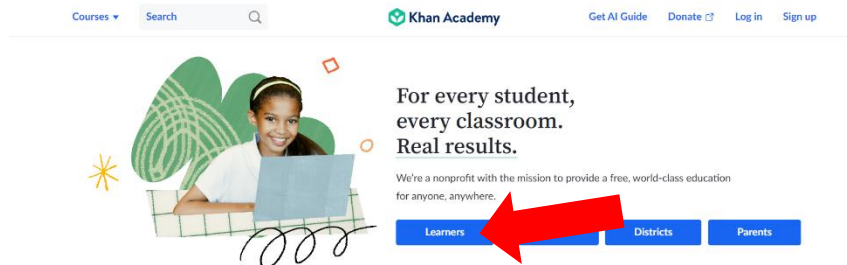 Courses
Search
Khan Academy
Get AI Guide
Donate
Log in
Sign up
For every student,
every classroom.
Real results.
We're a nonprofit with the mission to provide a free, world-class education
for anyone, anywhere.
Learners
Districts
Parents